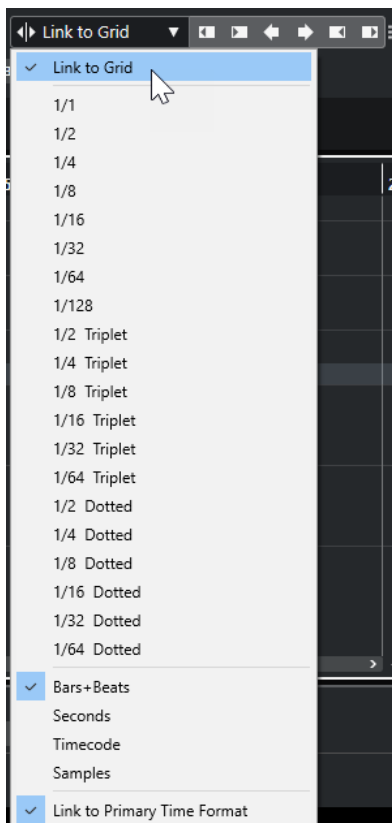 Link to Grid
Link to Grid
1/1
1/2
1/4
1/8
1/16
1/32
1/64
1/128
1/2 Triplet
1/4 Triplet
1/8 Triplet
1/16 Triplet
1/32 Triplet
1/64 Triplet
1/2 Dotted
1/4 Dotted
1/8 Dotted
1/16 Dotted
1/32 Dotted
1/64 Dotted
Bars+Beats
Seconds
Timecode
Samples
Link to Primary Time Format